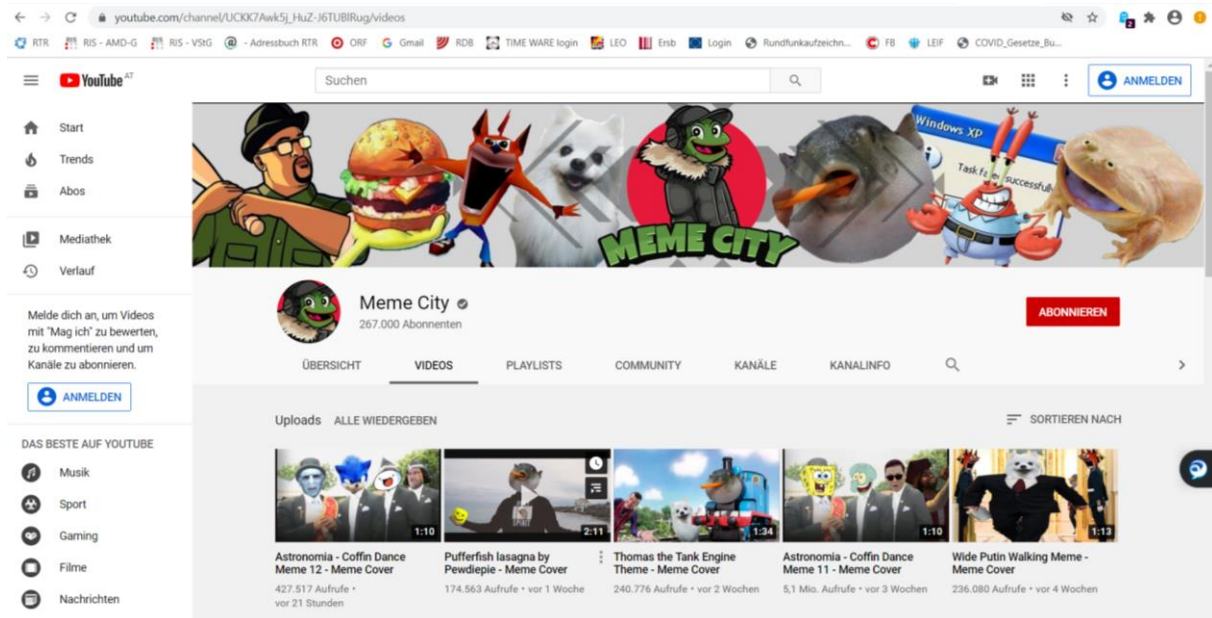 youtube.com/channel/UCKK7Awk5j_HuZ-J6TUBlRug/videos
RTR RIS - AMD-G RIS - VStG - Adressbuch RTR ORF Gmail RDB TIME WARE login LEO Ersb Login Rundfunkaufzeichn... FB LEIF COVID_Gesetze_Bu...
YouTube AT
Suchen
ANMELDEN
Start
Trends
Abos
Mediathek
Verlauf
Melde dich an, um Videos
mit "Mag ich" zu bewerten,
zu kommentieren und um
Kanäle zu abonnieren.
ANMELDEN
DAS BESTE AUF YOUTUBE
Musik
Sport
Gaming
Filme
Nachrichten
Windows XP
Task failed successfully
MEME CITY
Meme City
267.000 Abonnenten
ABONNIEREN
ÜBERSICHT VIDEOS PLAYLISTS COMMUNITY KANÄLE KANALINFO
Uploads ALLE WIEDERGEBEN SORTIEREN NACH
1:10 2:11 1:34 1:10 1:13
Astronomia - Coffin Dance
Meme 12 - Meme Cover
427.517 Aufrufe •
vor 21 Stunden
Pufferfish lasagna by
Pewdiepie - Meme Cover
174.563 Aufrufe • vor 1 Woche
Thomas the Tank Engine
Theme - Meme Cover
240.776 Aufrufe • vor 2 Wochen
Astronomia - Coffin Dance
Meme 11 - Meme Cover
5,1 Mio. Aufrufe • vor 3 Wochen
Wide Putin Walking Meme -
Meme Cover
236.080 Aufrufe • vor 4 Wochen